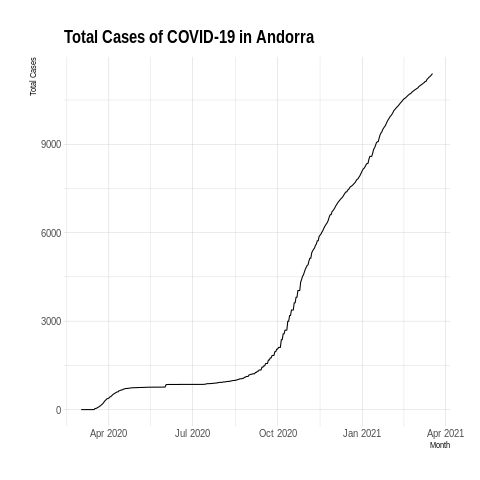 Total Cases of COVID-19 in Andorra
Total Cases
9000
6000
3000
0
Apr 2020 Jul 2020 Oct 2020 Jan 2021 Apr 2021
Month